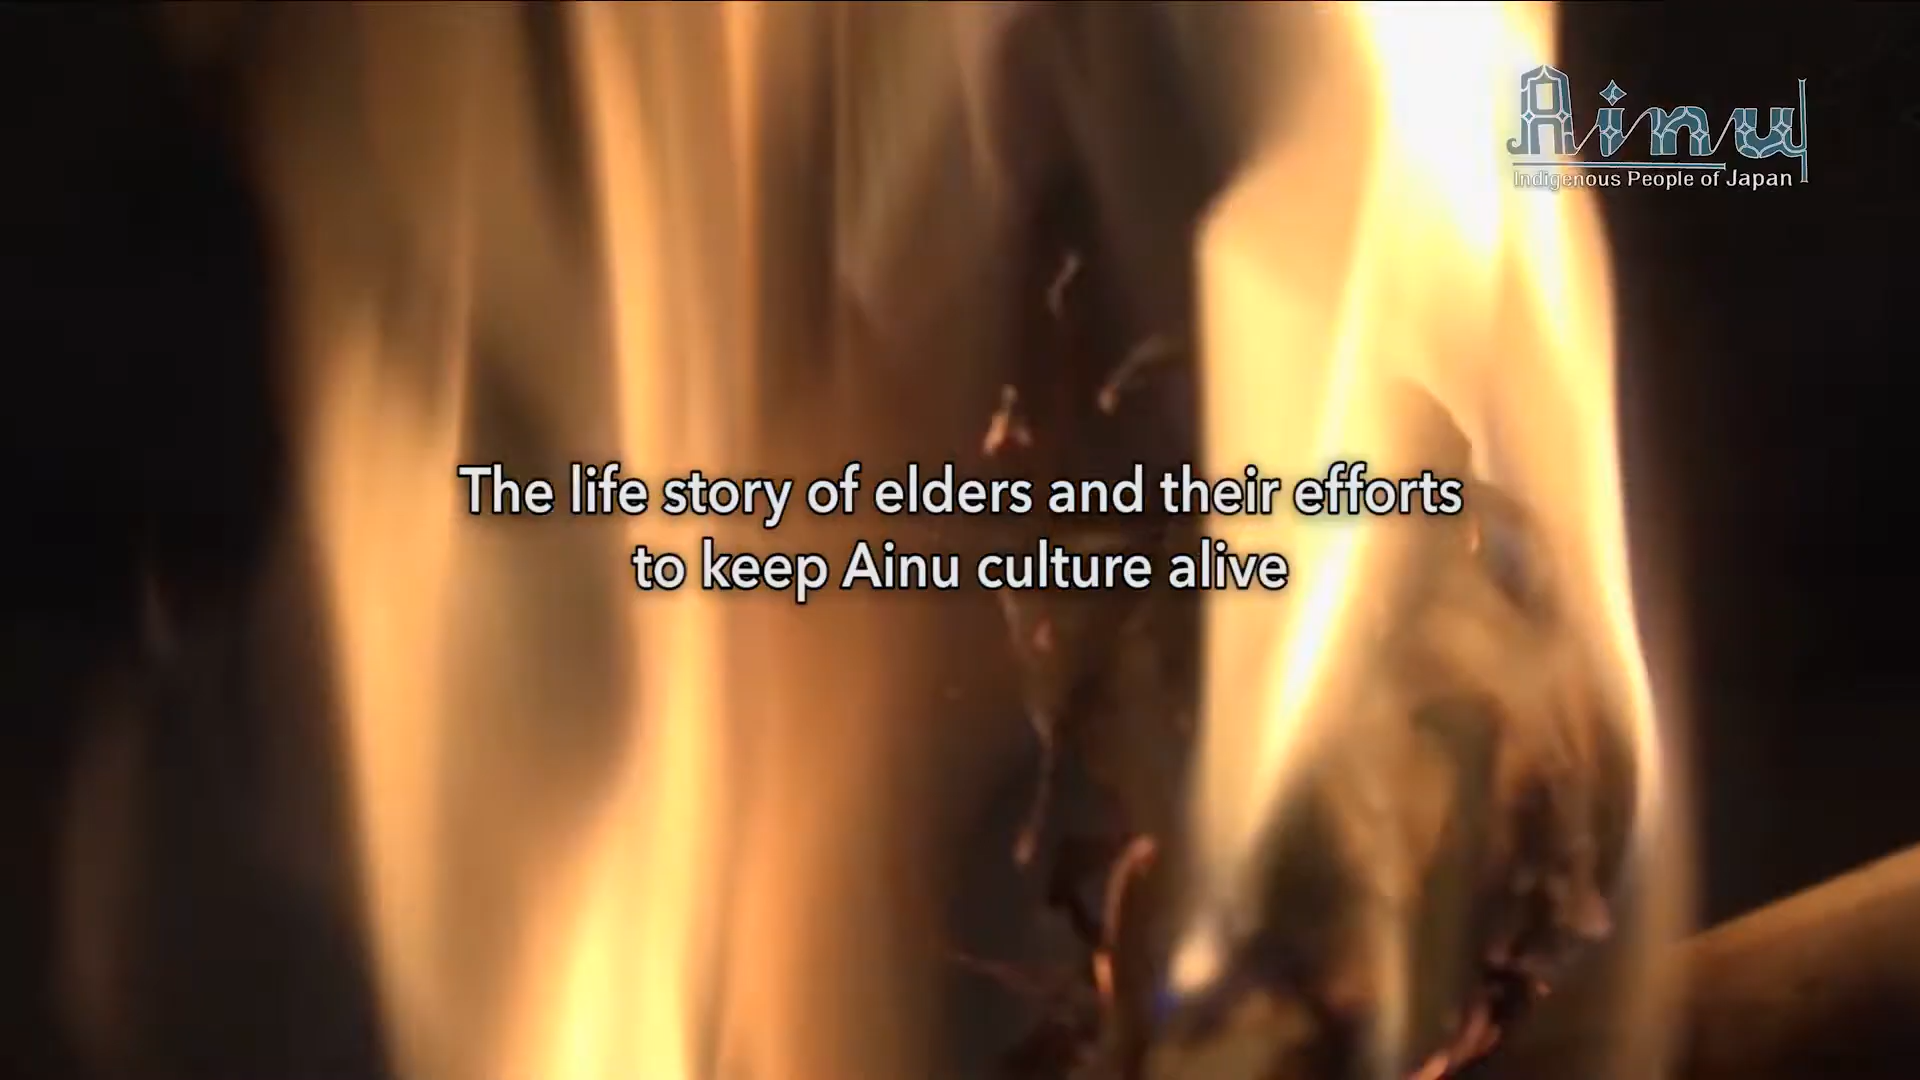 Ainu
Indigenous People of Japan
The life story of elders and their efforts
to keep Ainu culture alive